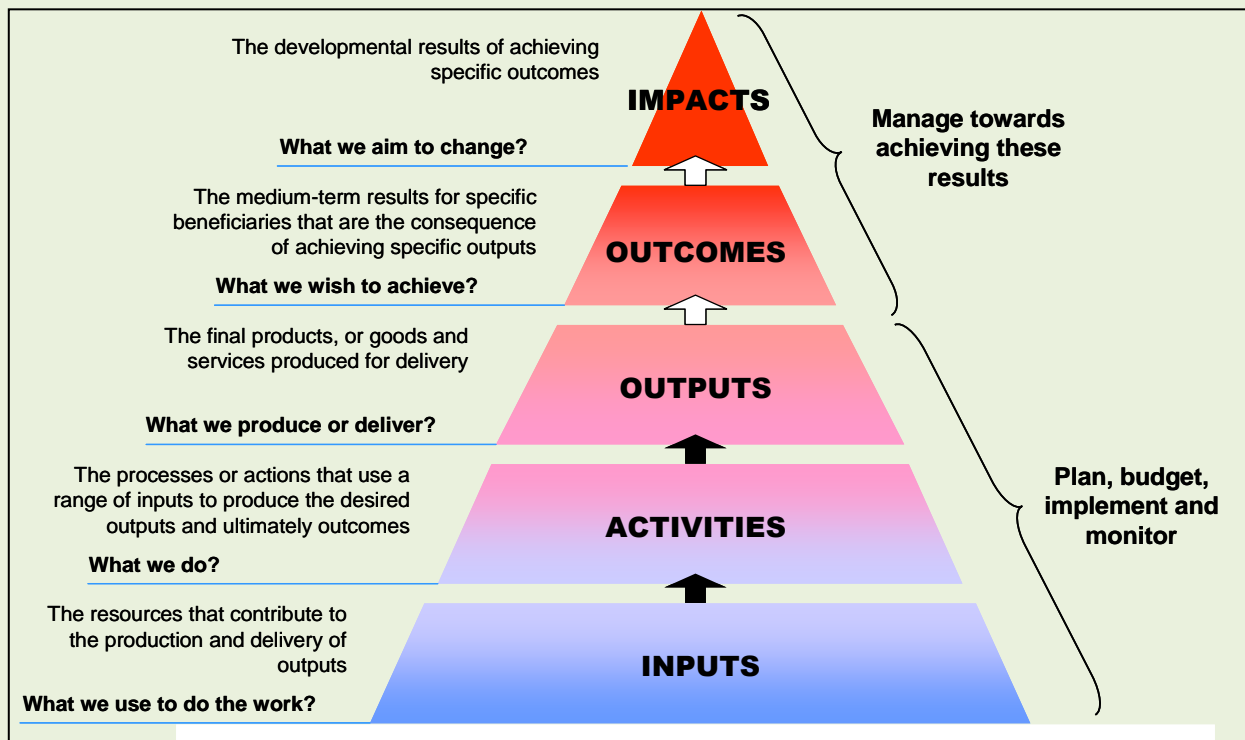 The developmental results of achieving
specific outcomes
IMPACTS
What we aim to change?
Manage towards
achieving these
results
The medium-term results for specific
beneficiaries that are the consequence
of achieving specific outputs
OUTCOMES
What we wish to achieve?
The final products, or goods and
services produced for delivery
OUTPUTS
What we produce or deliver?
The processes or actions that use a
range of inputs to produce the desired
outputs and ultimately outcomes
ACTIVITIES
What we do?
Plan, budget,
implement and
monitor
The resources that contribute to
the production and delivery of
outputs
INPUTS
What we use to do the work?